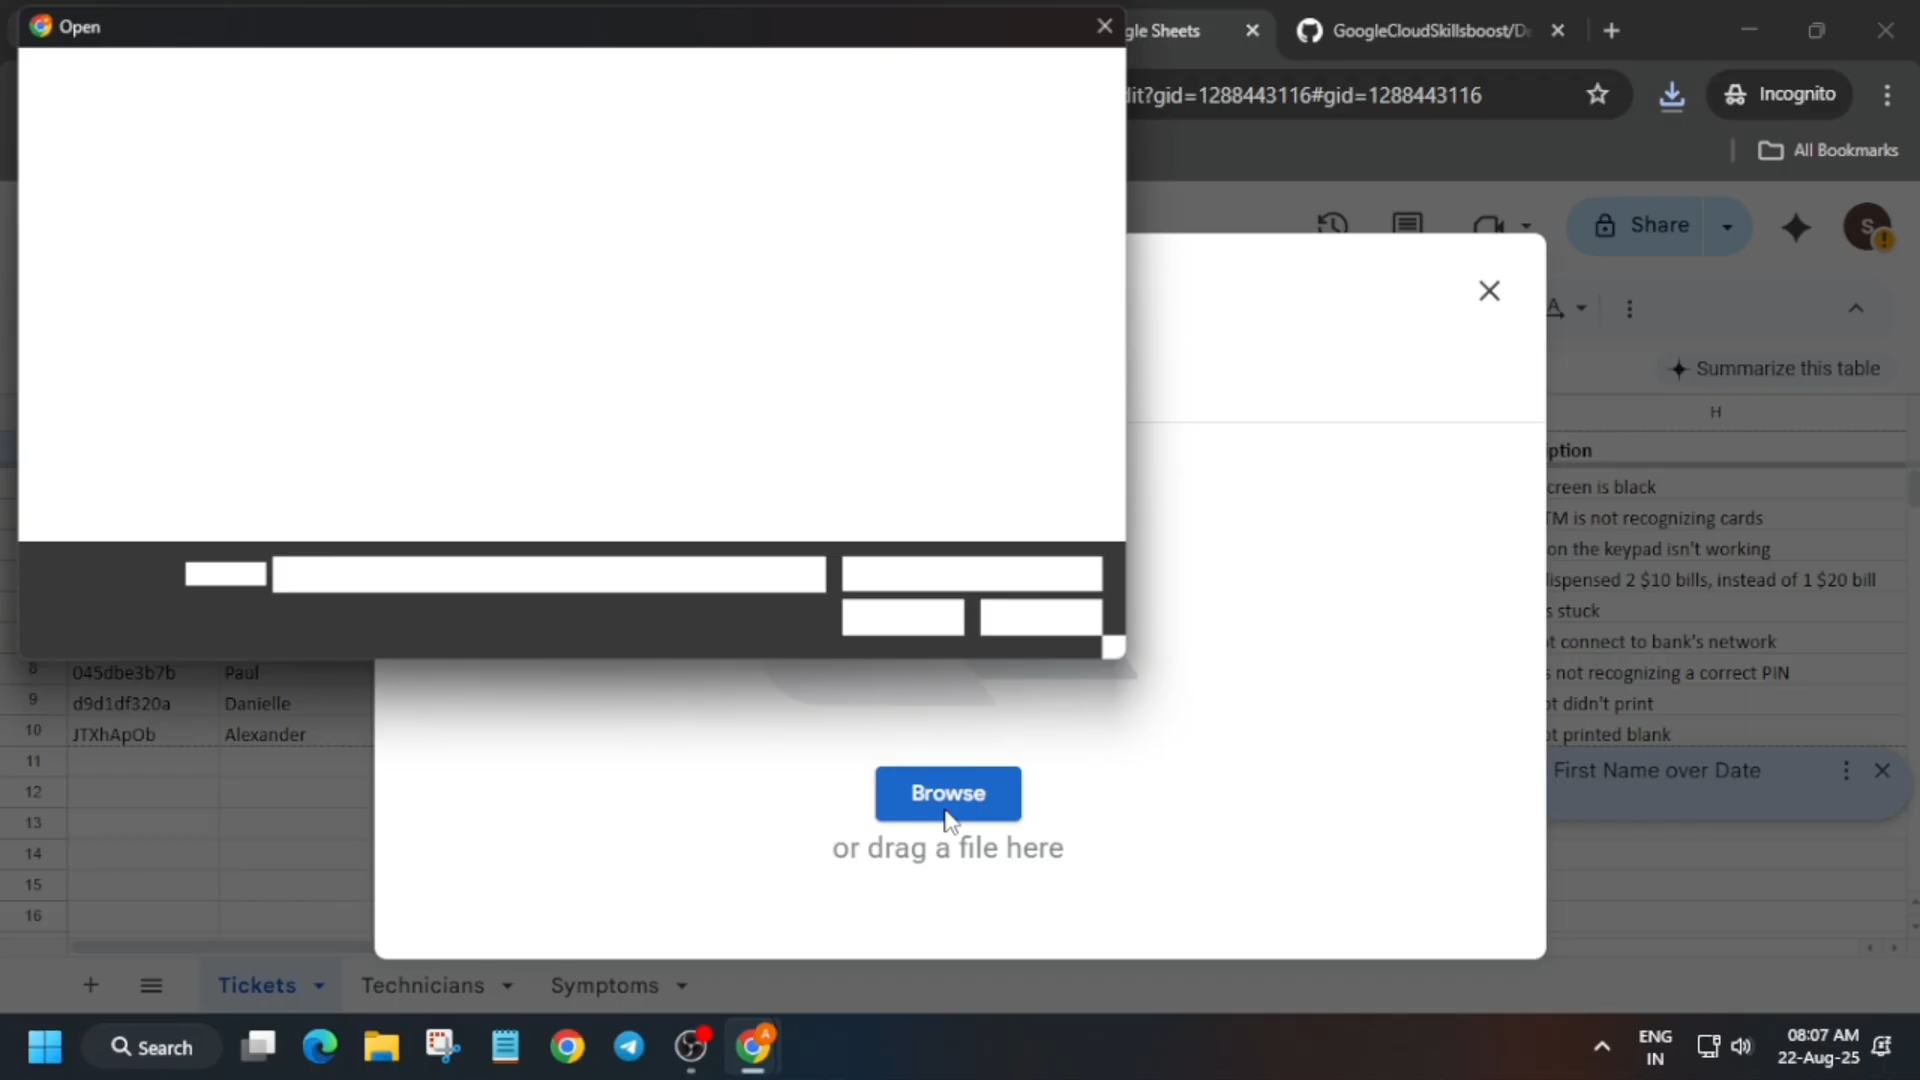 Open
gle Sheets
GoogleCloudSkillsboost/D
dit?gid=1288443116#gid=1288443116
Incognito
All Bookmarks
Share
Summarize this table
H
ption
creen is black
TM is not recognizing cards
on the keypad isn't working
ispensed 2 $10 bills, instead of 1 $20 bill
s stuck
t connect to bank's network
8 045dbe3b7b Paul s not recognizing a correct PIN
9 d9d1df320a Danielle ot didn't print
10 JTXhApOb Alexander ot printed blank
11
First Name over Date
12
13
14
15
16
Browse
or drag a file here
Tickets Technicians Symptoms
Search
ENG
IN
08:07 AM
22-Aug-25